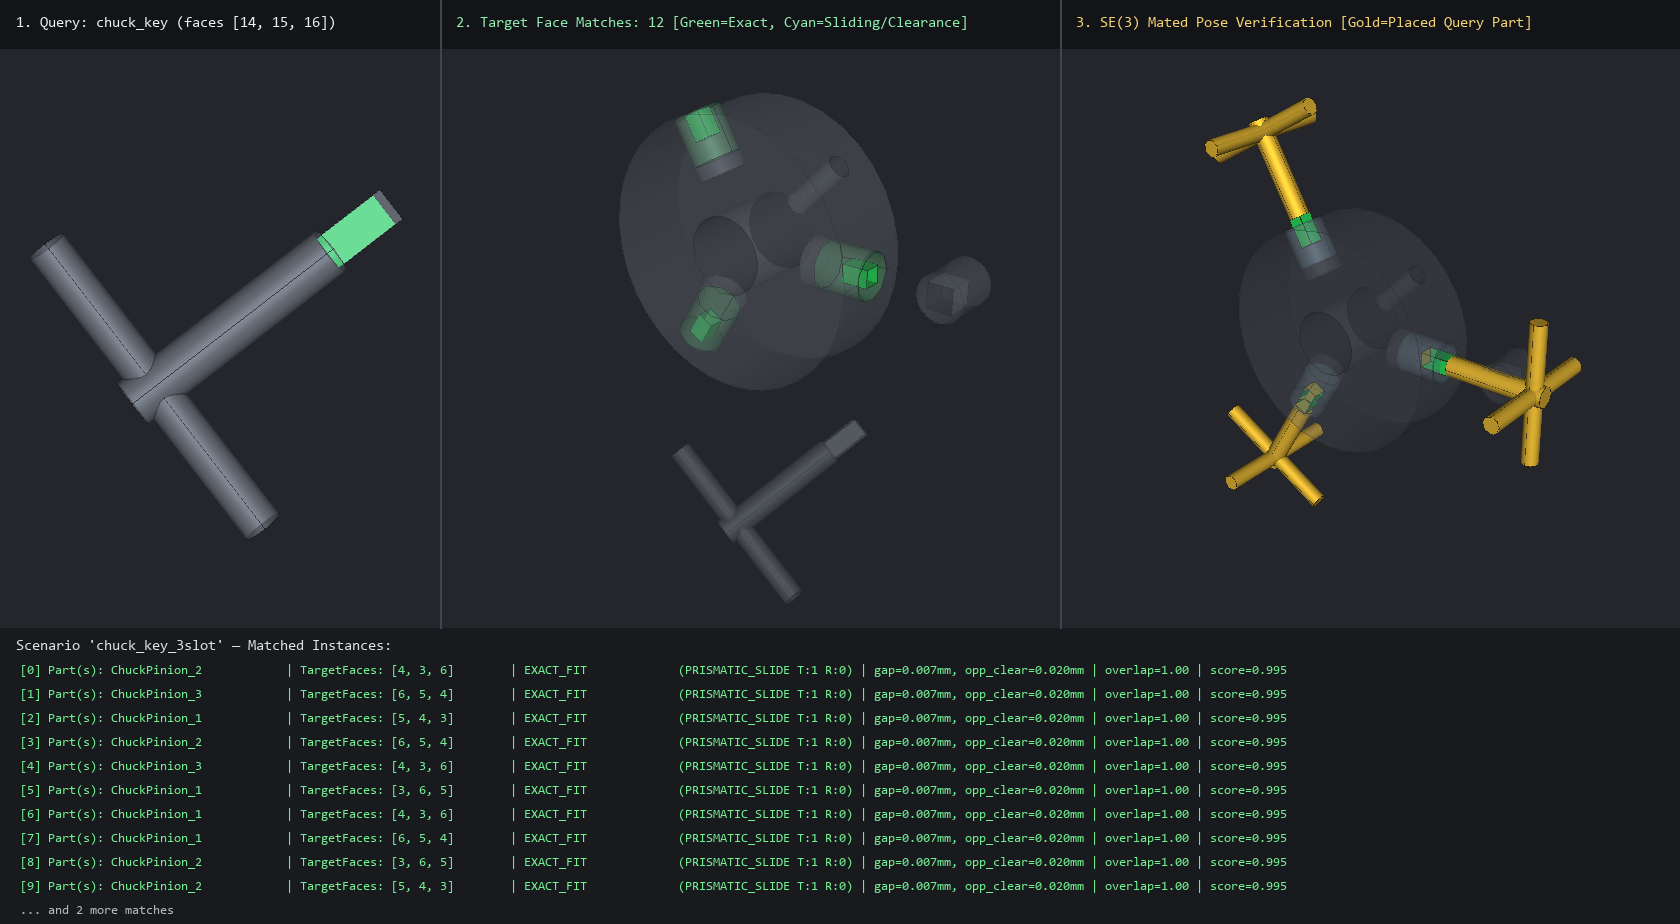 1. Query: chuck_key (faces [14, 15, 16])
2. Target Face Matches: 12 [Green=Exact, Cyan=Sliding/Clearance]
3. SE(3) Mated Pose Verification [Gold=Placed Query Part]
Scenario 'chuck_key_3slot' — Matched Instances:
[0] Part(s): ChuckPinion_2 | TargetFaces: [4, 3, 6] | EXACT_FIT (PRISMATIC_SLIDE T:1 R:0) | gap=0.007mm, opp_clear=0.020mm | overlap=1.00 | score=0.995
[1] Part(s): ChuckPinion_3 | TargetFaces: [6, 5, 4] | EXACT_FIT (PRISMATIC_SLIDE T:1 R:0) | gap=0.007mm, opp_clear=0.020mm | overlap=1.00 | score=0.995
[2] Part(s): ChuckPinion_1 | TargetFaces: [5, 4, 3] | EXACT_FIT (PRISMATIC_SLIDE T:1 R:0) | gap=0.007mm, opp_clear=0.020mm | overlap=1.00 | score=0.995
[3] Part(s): ChuckPinion_2 | TargetFaces: [6, 5, 4] | EXACT_FIT (PRISMATIC_SLIDE T:1 R:0) | gap=0.007mm, opp_clear=0.020mm | overlap=1.00 | score=0.995
[4] Part(s): ChuckPinion_3 | TargetFaces: [4, 3, 6] | EXACT_FIT (PRISMATIC_SLIDE T:1 R:0) | gap=0.007mm, opp_clear=0.020mm | overlap=1.00 | score=0.995
[5] Part(s): ChuckPinion_1 | TargetFaces: [3, 6, 5] | EXACT_FIT (PRISMATIC_SLIDE T:1 R:0) | gap=0.007mm, opp_clear=0.020mm | overlap=1.00 | score=0.995
[6] Part(s): ChuckPinion_1 | TargetFaces: [4, 3, 6] | EXACT_FIT (PRISMATIC_SLIDE T:1 R:0) | gap=0.007mm, opp_clear=0.020mm | overlap=1.00 | score=0.995
[7] Part(s): ChuckPinion_1 | TargetFaces: [6, 5, 4] | EXACT_FIT (PRISMATIC_SLIDE T:1 R:0) | gap=0.007mm, opp_clear=0.020mm | overlap=1.00 | score=0.995
[8] Part(s): ChuckPinion_2 | TargetFaces: [3, 6, 5] | EXACT_FIT (PRISMATIC_SLIDE T:1 R:0) | gap=0.007mm, opp_clear=0.020mm | overlap=1.00 | score=0.995
[9] Part(s): ChuckPinion_2 | TargetFaces: [5, 4, 3] | EXACT_FIT (PRISMATIC_SLIDE T:1 R:0) | gap=0.007mm, opp_clear=0.020mm | overlap=1.00 | score=0.995
... and 2 more matches